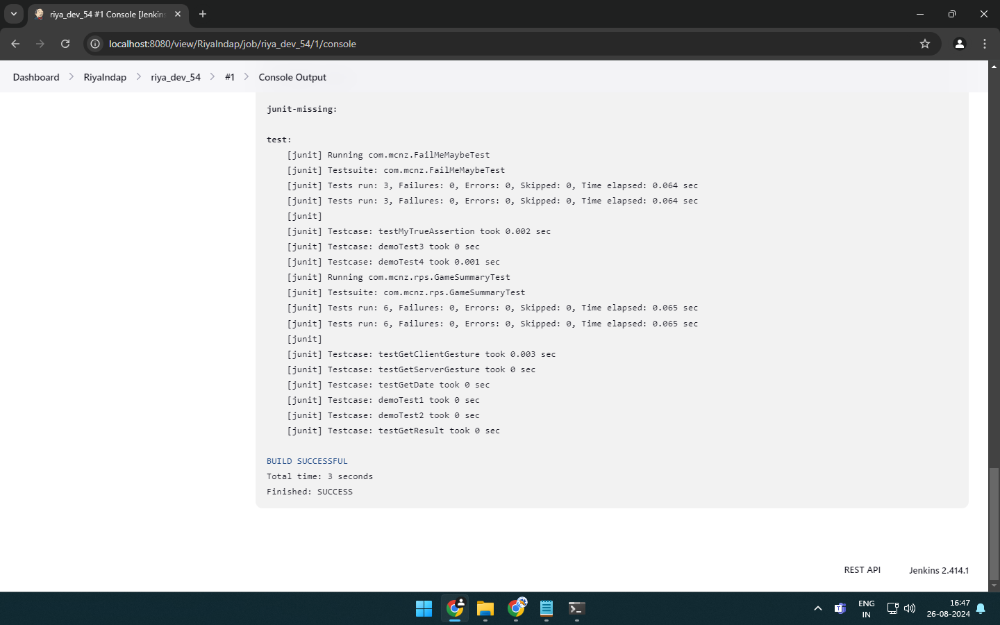 riya_dev_54 #1 Console [Jenkins
localhost:8080/view/RiyaIndap/job/riya_dev_54/1/console
Dashboard
RiyaIndap
riya_dev_54
#1
Console Output
junit-missing:
test:
[junit] Running com.mcnz.FailMeMaybeTest
[junit] Testsuite: com.mcnz.FailMeMaybeTest
[junit] Tests run: 3, Failures: 0, Errors: 0, Skipped: 0, Time elapsed: 0.064 sec
[junit] Tests run: 3, Failures: 0, Errors: 0, Skipped: 0, Time elapsed: 0.064 sec
[junit]
[junit] Testcase: testMyTrueAssertion took 0.002 sec
[junit] Testcase: demoTest3 took 0 sec
[junit] Testcase: demoTest4 took 0.001 sec
[junit] Running com.mcnz.rps.GameSummaryTest
[junit] Testsuite: com.mcnz.rps.GameSummaryTest
[junit] Tests run: 6, Failures: 0, Errors: 0, Skipped: 0, Time elapsed: 0.065 sec
[junit] Tests run: 6, Failures: 0, Errors: 0, Skipped: 0, Time elapsed: 0.065 sec
[junit]
[junit] Testcase: testGetClientGesture took 0.003 sec
[junit] Testcase: testGetServerGesture took 0 sec
[junit] Testcase: testGetDate took 0 sec
[junit] Testcase: demoTest1 took 0 sec
[junit] Testcase: demoTest2 took 0 sec
[junit] Testcase: testGetResult took 0 sec
BUILD SUCCESSFUL
Total time: 3 seconds
Finished: SUCCESS
REST API
Jenkins 2.414.1
ENG
IN
16:47
26-08-2024